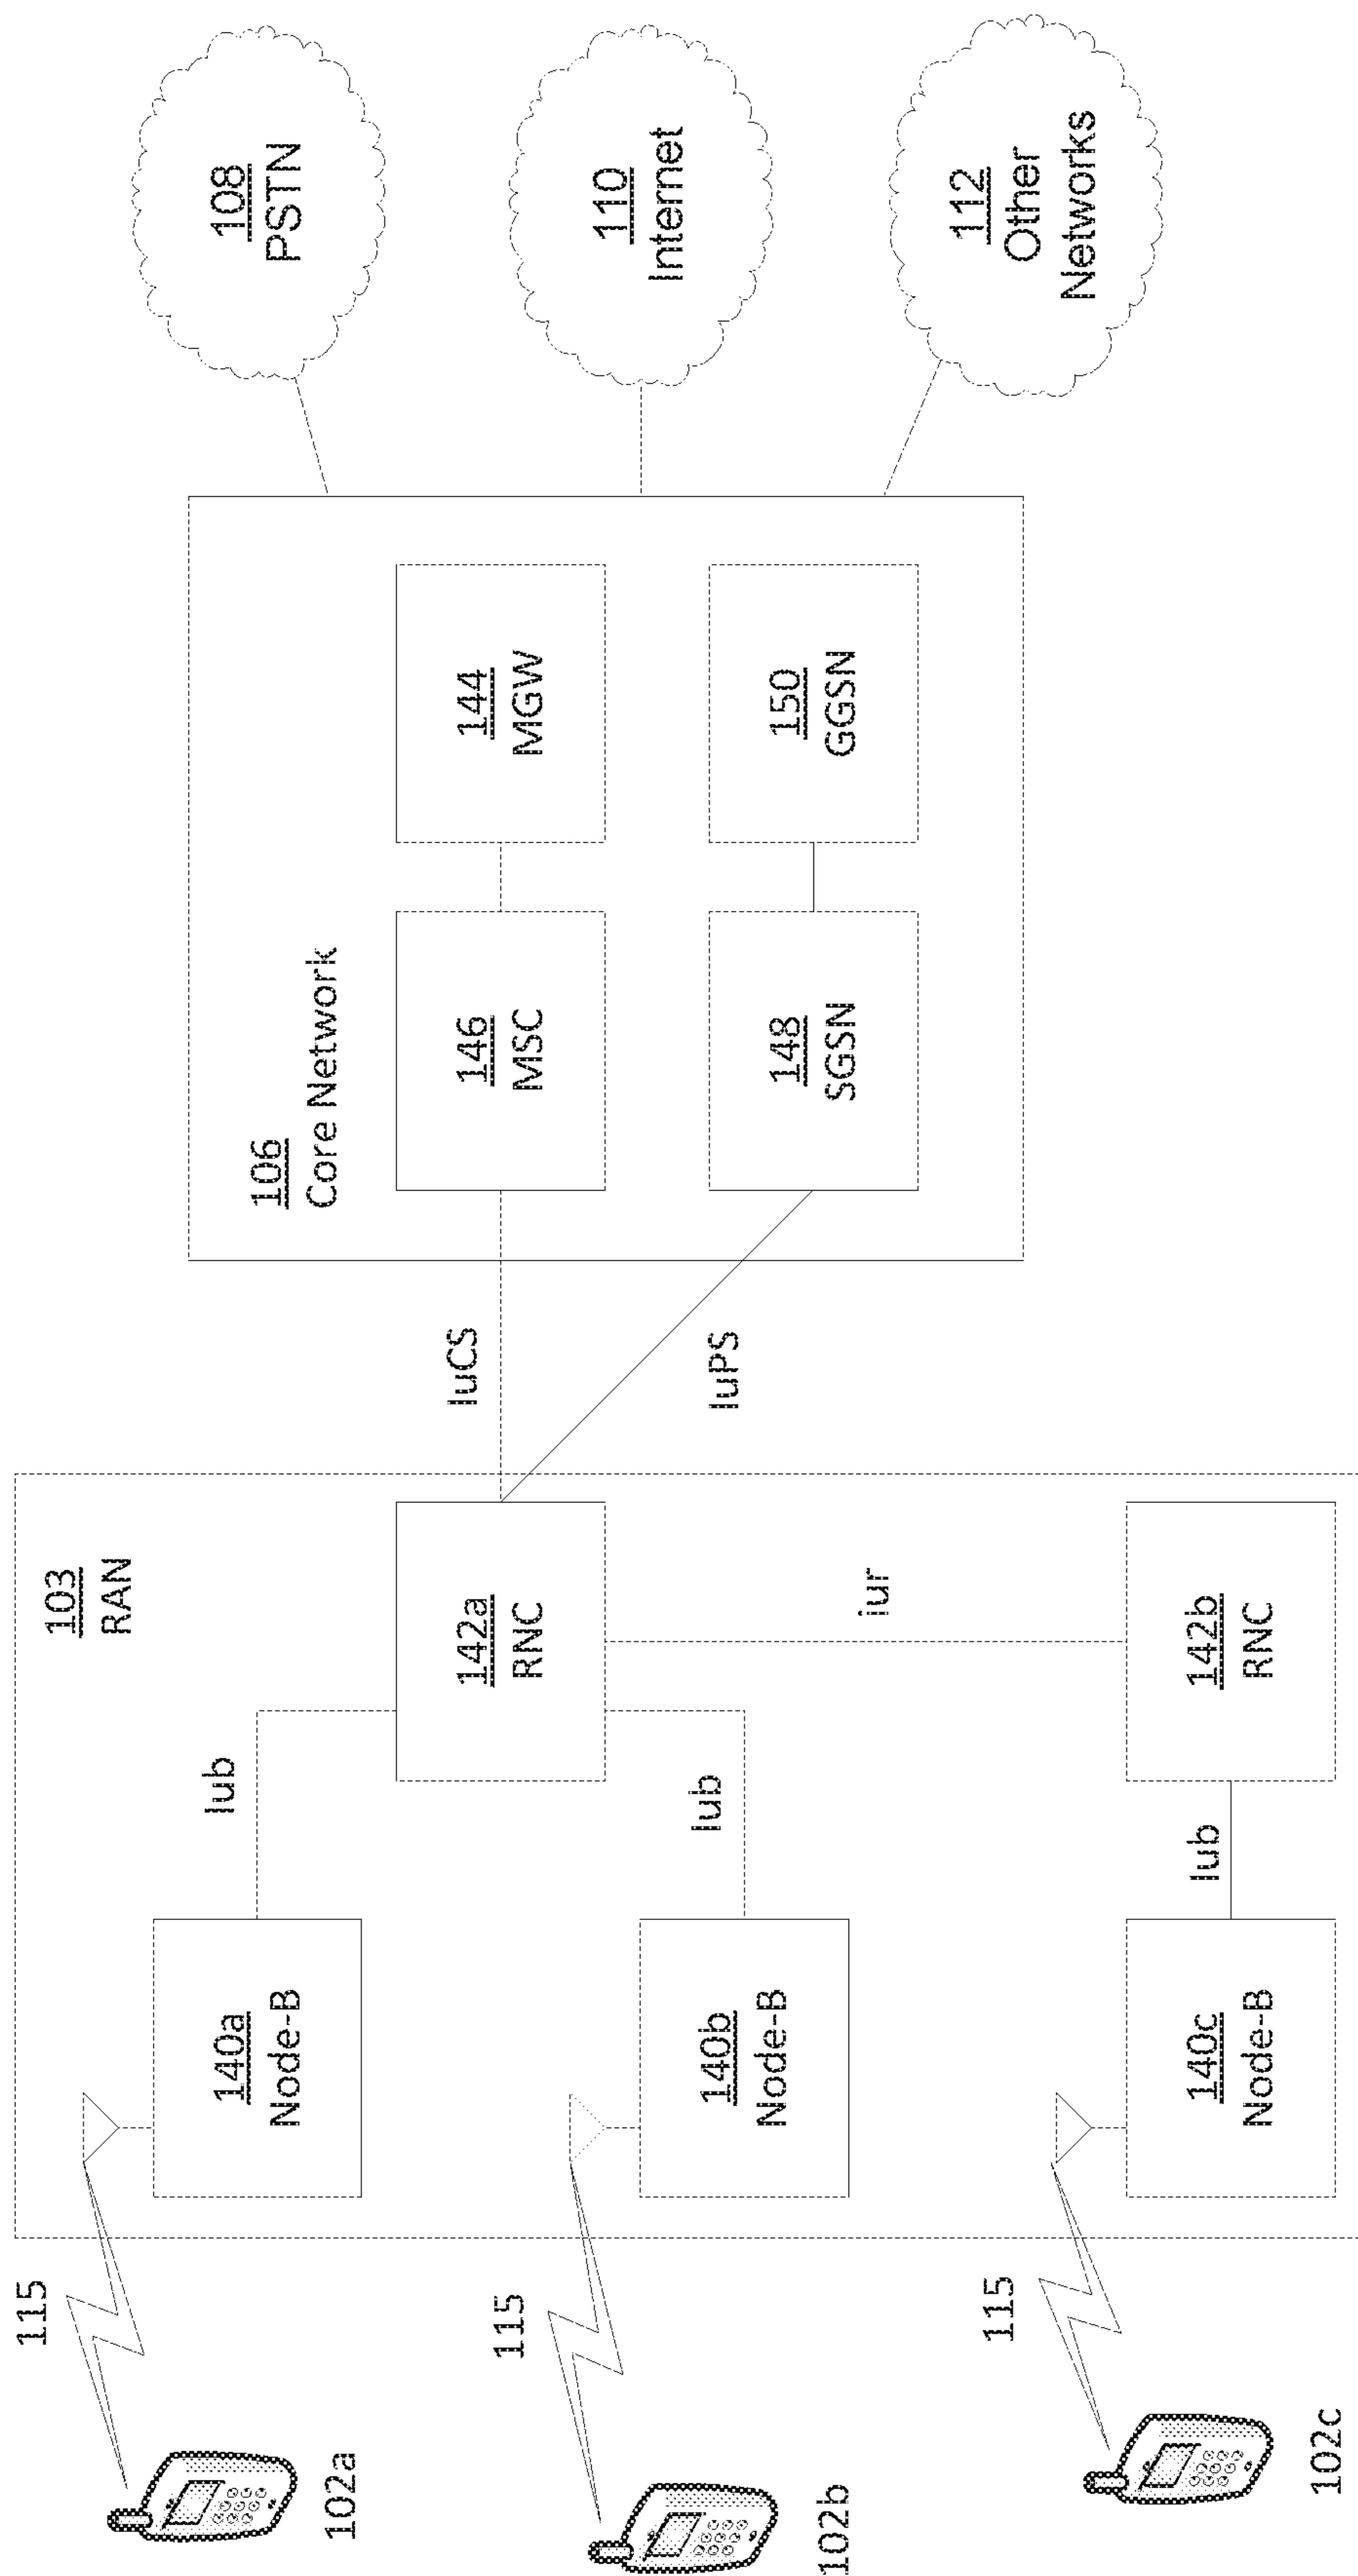 115
102a
115
102b
115
102c
103
RAN
140a
Node-B
140b
Node-B
140c
Node-B
Iub
Iub
Iub
142a
RNC
iur
142b
RNC
IuCS
IuPS
106
Core Network
146
MSC
144
MGW
148
SGSN
150
GGSN
108
PSTN
110
Internet
112
Other
Networks